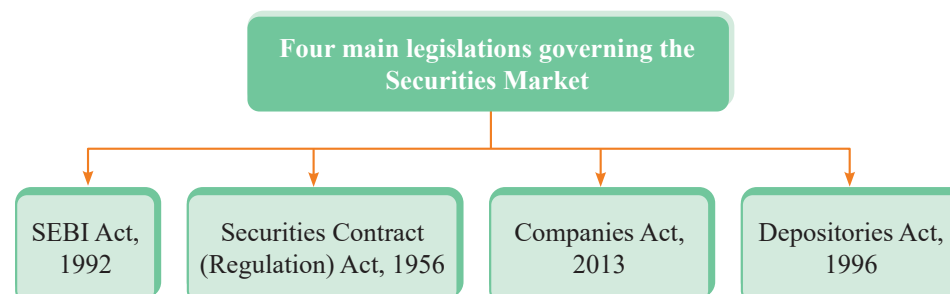 Four main legislations governing the
Securities Market
SEBI Act,
1992
Securities Contract
(Regulation) Act, 1956
Companies Act,
2013
Depositories Act,
1996